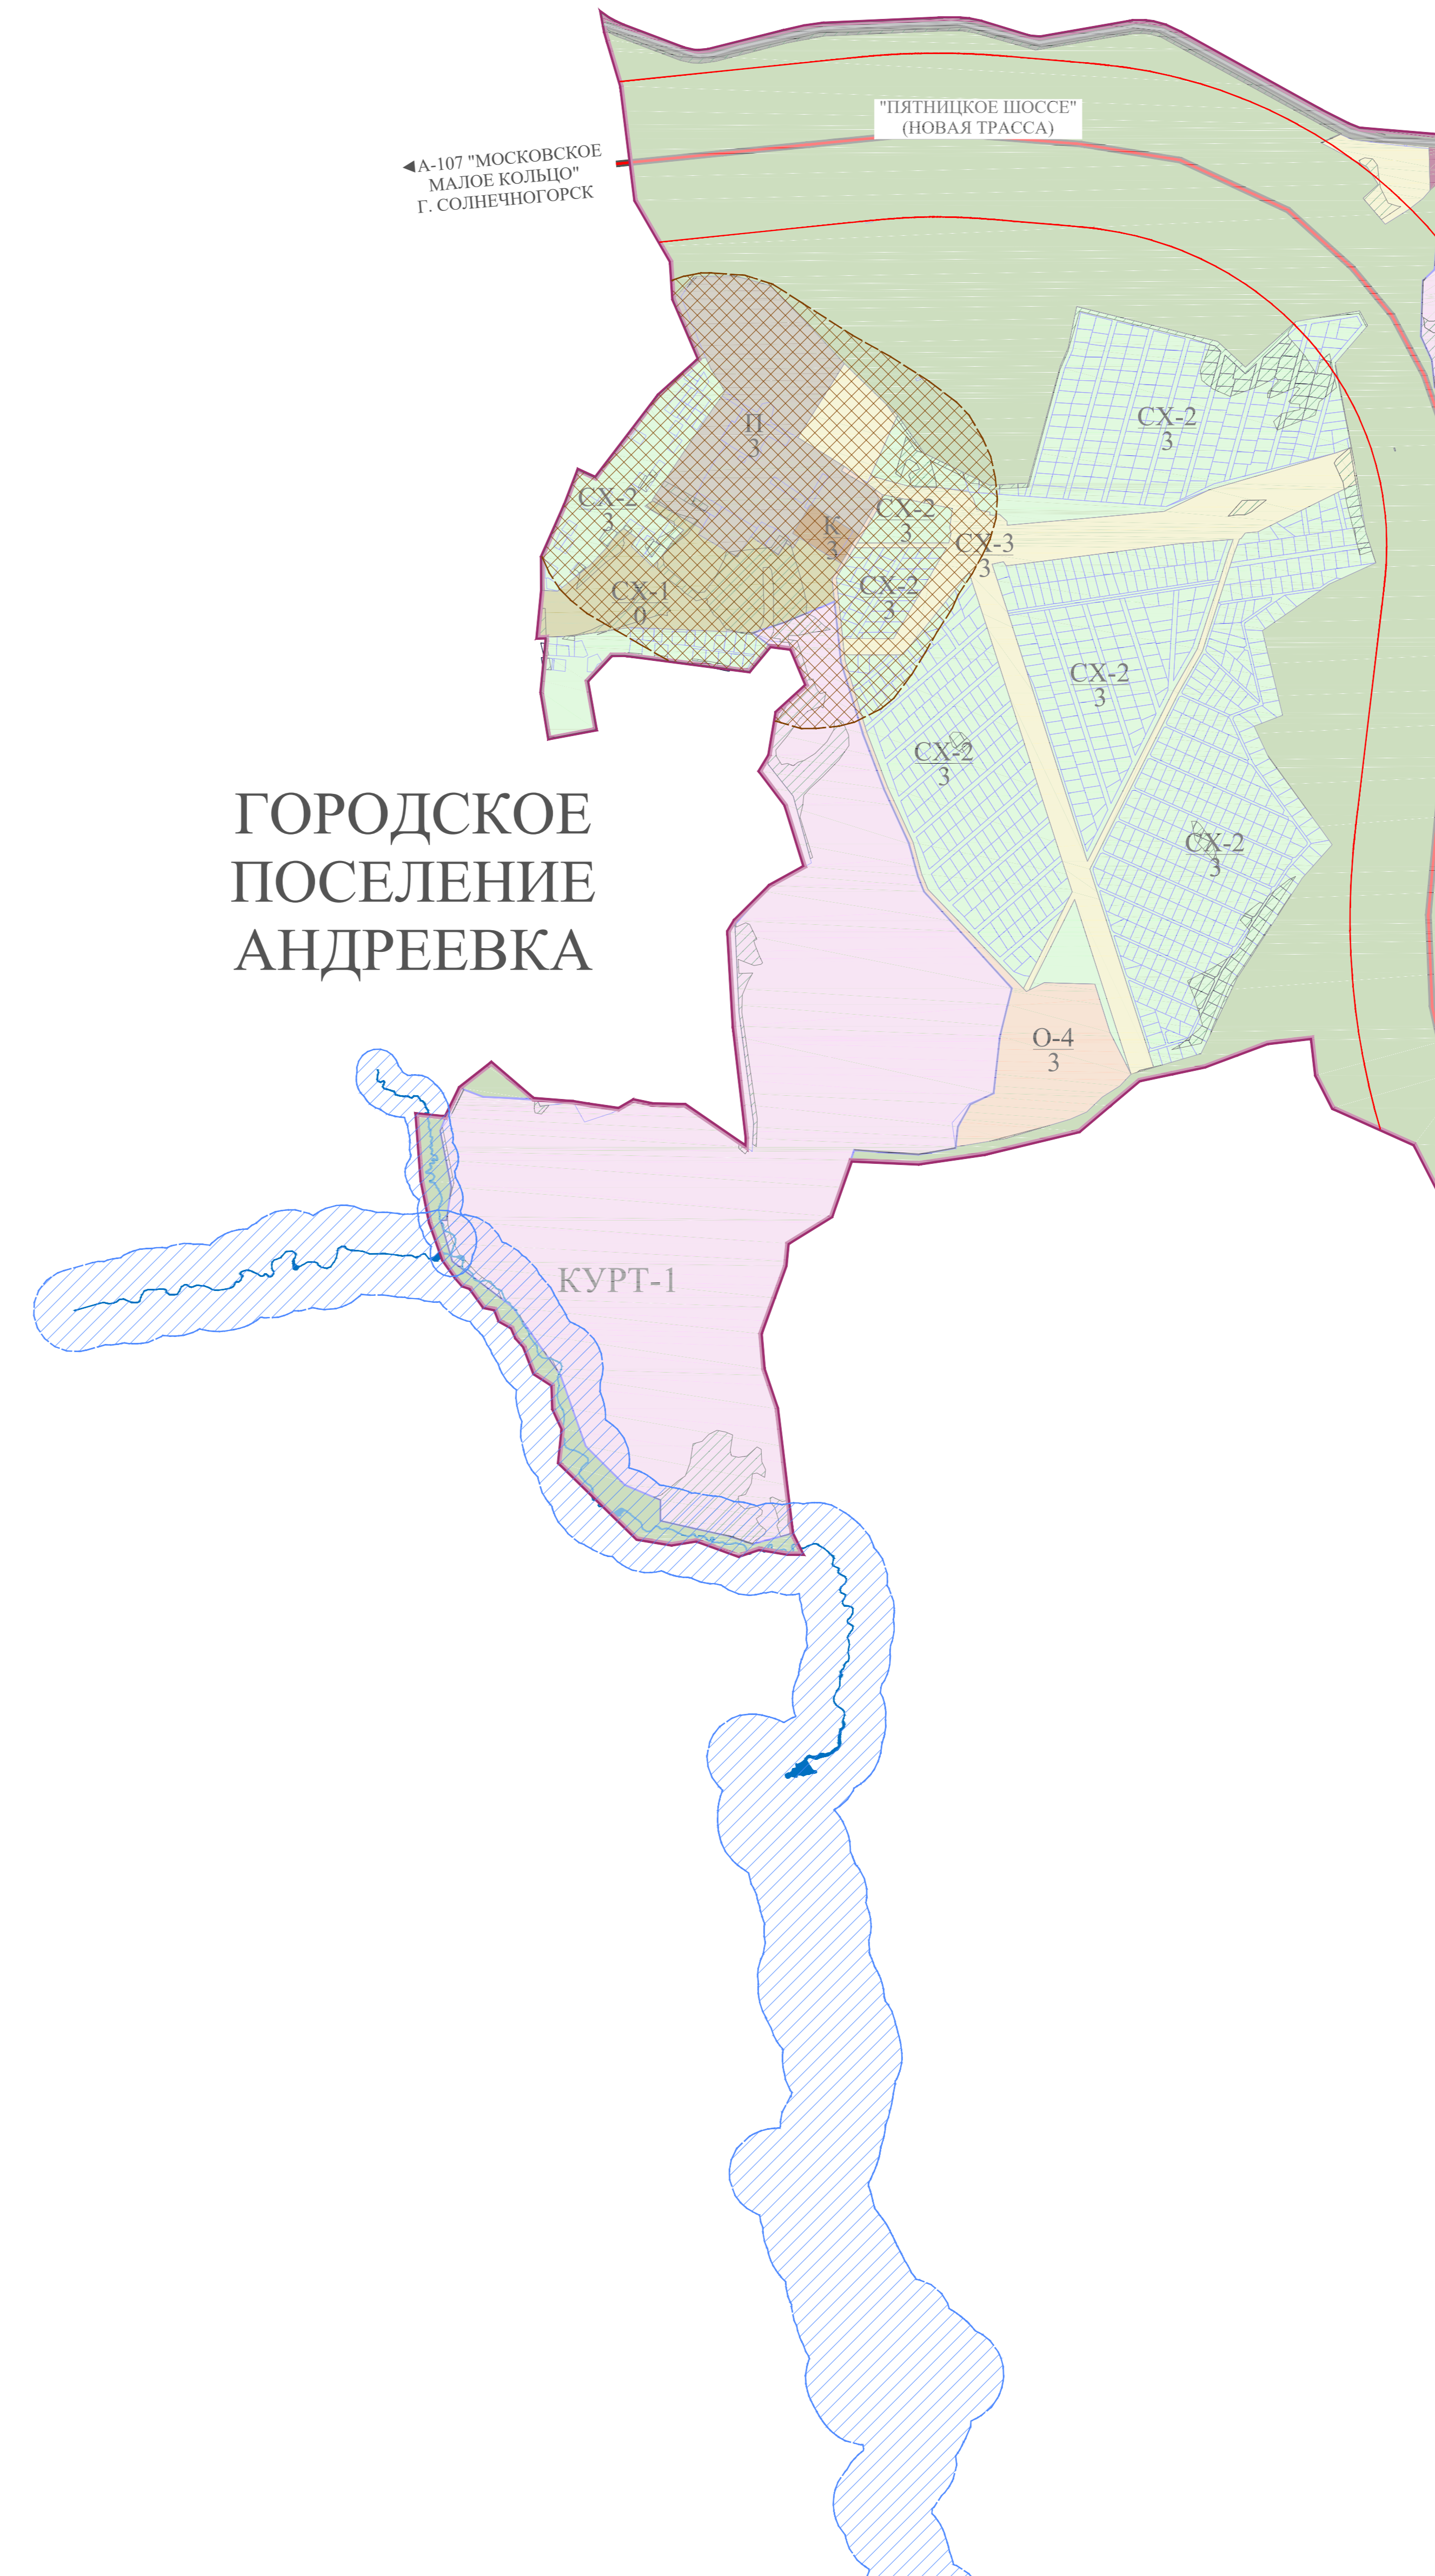 "ПЯТНИЦКОЕ ШОССЕ"
(НОВАЯ ТРАССА)
◄А-107 "МОСКОВСКОЕ
МАЛОЕ КОЛЬЦО"
Г. СОЛНЕЧНОГОРСК
П
3
СХ-2
3
СХ-2
3
СХ-2
3
К
3
СХ-3
3
СХ-2
3
СХ-1
0
СХ-2
3
СХ-2
3
СХ-2
3
ГОРОДСКОЕ
ПОСЕЛЕНИЕ
АНДРЕЕВКА
О-4
3
КУРТ-1